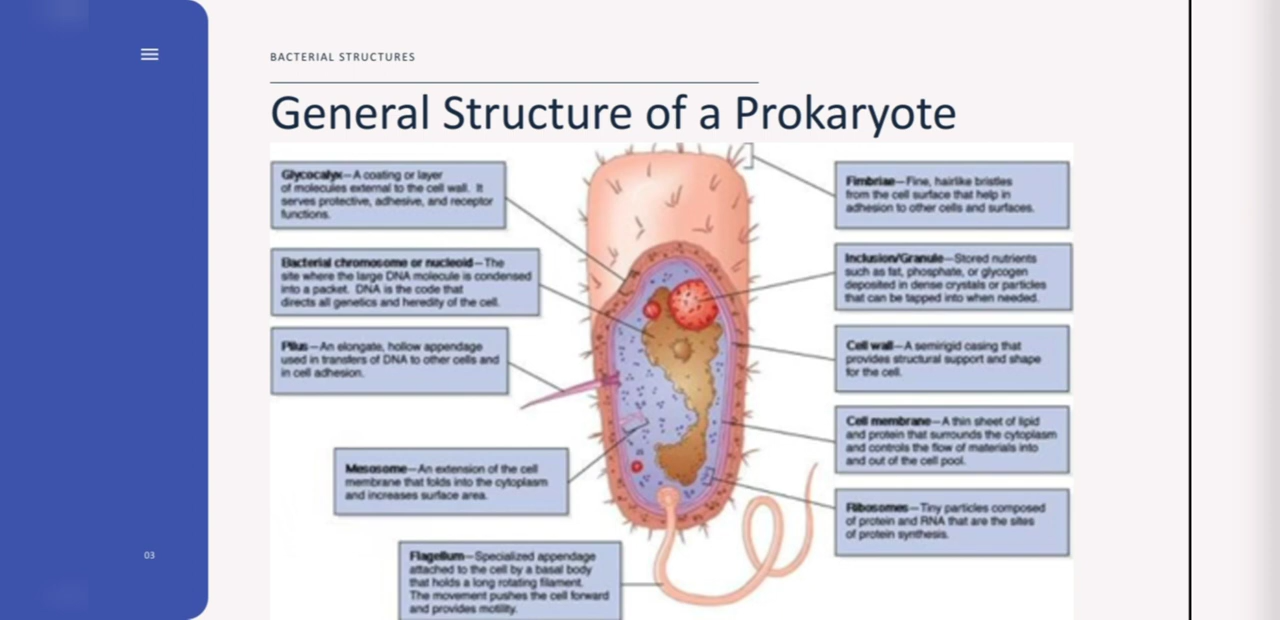 BACTERIAL STRUCTURES
General Structure of a Prokaryote
Glycocalyx—A coating or layer
of molecules external to the cell wall. It
serves protective, adhesive, and receptor
functions.
Bacterial chromosome or nucleoid—The
site where the large DNA molecule is condensed
into a packet. DNA is the code that
directs all genetics and heredity of the cell.
Pilus—An elongate, hollow appendage
used in transfers of DNA to other cells and
in cell adhesion.
Mesosome—An extension of the cell
membrane that folds into the cytoplasm
and increases surface area.
Flagellum—Specialized appendage
attached to the cell by a basal body
that holds a long rotating filament.
The movement pushes the cell forward
and provides motility.
Fimbriae—Fine, hairlike bristles
from the cell surface that help in
adhesion to other cells and surfaces.
Inclusion/Granule—Stored nutrients
such as fat, phosphate, or glycogen
deposited in dense crystals or particles
that can be tapped into when needed.
Cell wall—A semirigid casing that
provides structural support and shape
for the cell.
Cell membrane—A thin sheet of lipid
and protein that surrounds the cytoplasm
and controls the flow of materials into
and out of the cell pool.
Ribosomes—Tiny particles composed
of protein and RNA that are the sites
of protein synthesis.
03